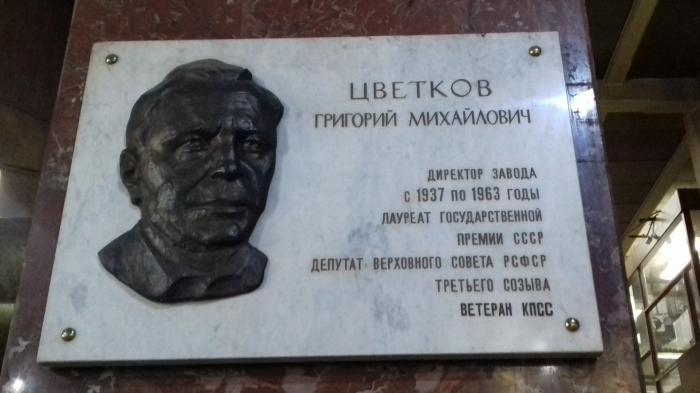 ЦВЕТКОВ
ГРИГОРИЙ МИХАЙЛОВИЧ
ДИРЕКТОР ЗАВОДА
С 1937 ПО 1963 ГОДЫ
ЛАУРЕАТ ГОСУДАРСТВЕННОЙ
ПРЕМИИ СССР
ДЕПУТАТ ВЕРХОВНОГО СОВЕТА РСФСР
ТРЕТЬЕГО СОЗЫВА
ВЕТЕРАН КПСС